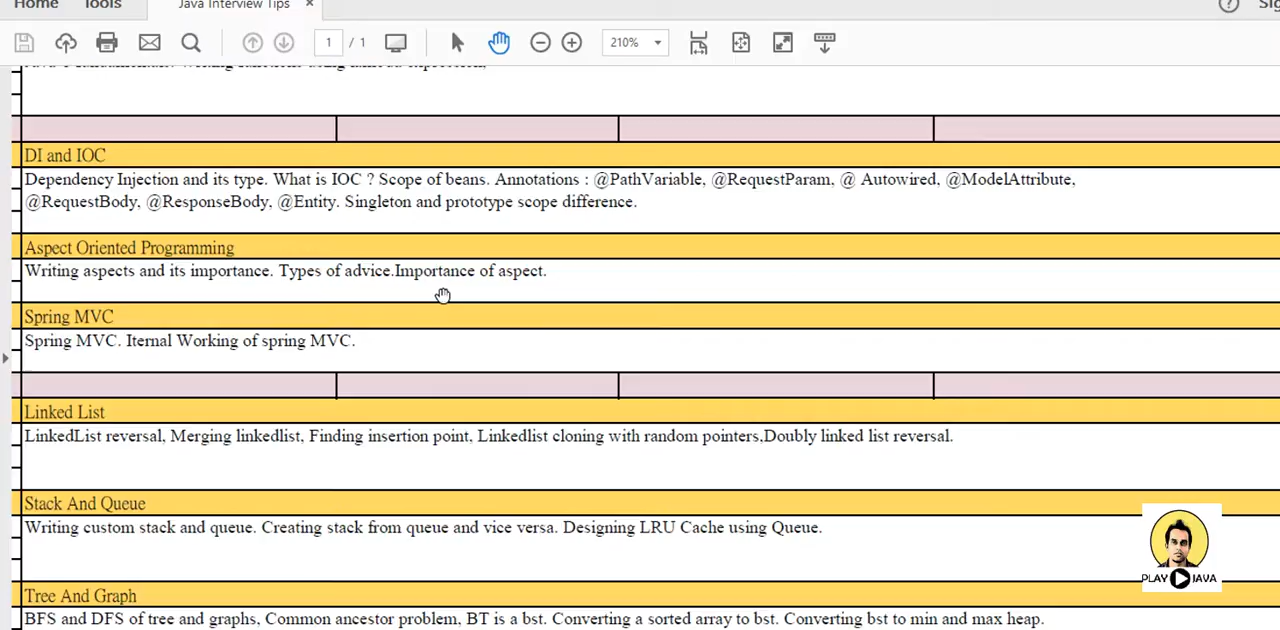 Home Tools Java Interview Tips ×
1 / 1 210%
DI and IOC
Dependency Injection and its type. What is IOC ? Scope of beans. Annotations : @PathVariable, @RequestParam, @ Autowired, @ModelAttribute,
@RequestBody, @ResponseBody, @Entity. Singleton and prototype scope difference.
Aspect Oriented Programming
Writing aspects and its importance. Types of advice.Importance of aspect.
Spring MVC
Spring MVC. Iternal Working of spring MVC.
Linked List
LinkedList reversal, Merging linkedlist, Finding insertion point, Linkedlist cloning with random pointers,Doubly linked list reversal.
Stack And Queue
Writing custom stack and queue. Creating stack from queue and vice versa. Designing LRU Cache using Queue.
PLAY JAVA
Tree And Graph
BFS and DFS of tree and graphs, Common ancestor problem, BT is a bst. Converting a sorted array to bst. Converting bst to min and max heap.